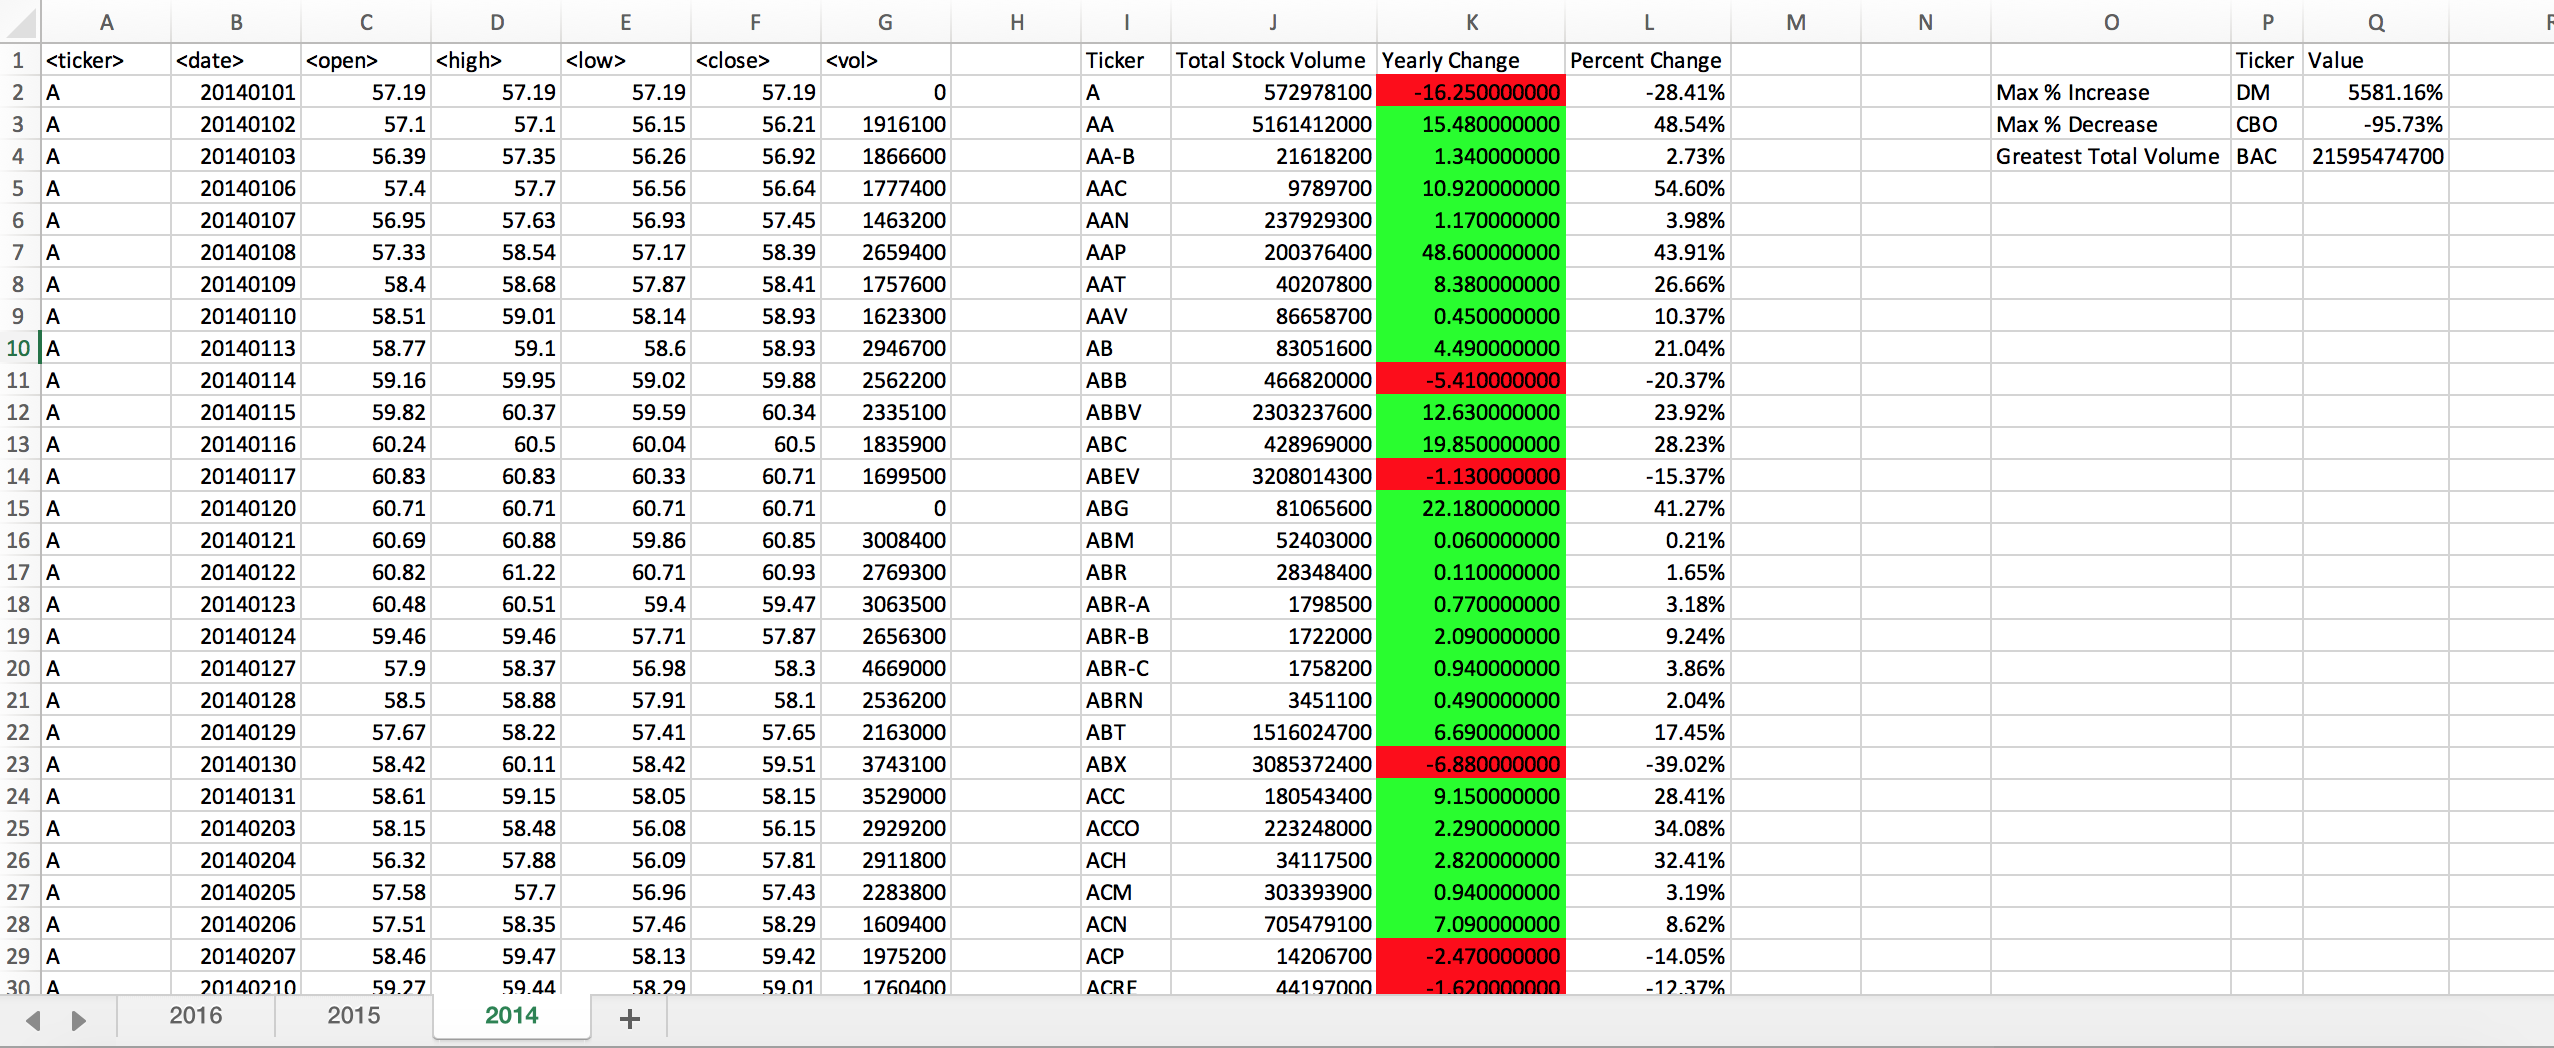 A B C D E F G H I J K L M N O P Q R
1 <ticker> <date> <open> <high> <low> <close> <vol> Ticker Total Stock Volume Yearly Change Percent Change Ticker Value
2 A 20140101 57.19 57.19 57.19 57.19 0 A 572978100 -16.250000000 -28.41% Max % Increase DM 5581.16%
3 A 20140102 57.1 57.1 56.15 56.21 1916100 AA 5161412000 15.480000000 48.54% Max % Decrease CBO -95.73%
4 A 20140103 56.39 57.35 56.26 56.92 1866600 AA-B 21618200 1.340000000 2.73% Greatest Total Volume BAC 21595474700
5 A 20140106 57.4 57.7 56.56 56.64 1777400 AAC 9789700 10.920000000 54.60%
6 A 20140107 56.95 57.63 56.93 57.45 1463200 AAN 237929300 1.170000000 3.98%
7 A 20140108 57.33 58.54 57.17 58.39 2659400 AAP 200376400 48.600000000 43.91%
8 A 20140109 58.4 58.68 57.87 58.41 1757600 AAT 40207800 8.380000000 26.66%
9 A 20140110 58.51 59.01 58.14 58.93 1623300 AAV 86658700 0.450000000 10.37%
10 A 20140113 58.77 59.1 58.6 58.93 2946700 AB 83051600 4.490000000 21.04%
11 A 20140114 59.16 59.95 59.02 59.88 2562200 ABB 466820000 -5.410000000 -20.37%
12 A 20140115 59.82 60.37 59.59 60.34 2335100 ABBV 2303237600 12.630000000 23.92%
13 A 20140116 60.24 60.5 60.04 60.5 1835900 ABC 428969000 19.850000000 28.23%
14 A 20140117 60.83 60.83 60.33 60.71 1699500 ABEV 3208014300 -1.130000000 -15.37%
15 A 20140120 60.71 60.71 60.71 60.71 0 ABG 81065600 22.180000000 41.27%
16 A 20140121 60.69 60.88 59.86 60.85 3008400 ABM 52403000 0.060000000 0.21%
17 A 20140122 60.82 61.22 60.71 60.93 2769300 ABR 28348400 0.110000000 1.65%
18 A 20140123 60.48 60.51 59.4 59.47 3063500 ABR-A 1798500 0.770000000 3.18%
19 A 20140124 59.46 59.46 57.71 57.87 2656300 ABR-B 1722000 2.090000000 9.24%
20 A 20140127 57.9 58.37 56.98 58.3 4669000 ABR-C 1758200 0.940000000 3.86%
21 A 20140128 58.5 58.88 57.91 58.1 2536200 ABRN 3451100 0.490000000 2.04%
22 A 20140129 57.67 58.22 57.41 57.65 2163000 ABT 1516024700 6.690000000 17.45%
23 A 20140130 58.42 60.11 58.42 59.51 3743100 ABX 3085372400 -6.880000000 -39.02%
24 A 20140131 58.61 59.15 58.05 58.15 3529000 ACC 180543400 9.150000000 28.41%
25 A 20140203 58.15 58.48 56.08 56.15 2929200 ACCO 223248000 2.290000000 34.08%
26 A 20140204 56.32 57.88 56.09 57.81 2911800 ACH 34117500 2.820000000 32.41%
27 A 20140205 57.58 57.7 56.96 57.43 2283800 ACM 303393900 0.940000000 3.19%
28 A 20140206 57.51 58.35 57.46 58.29 1609400 ACN 705479100 7.090000000 8.62%
29 A 20140207 58.46 59.47 58.13 59.42 1975200 ACP 14206700 -2.470000000 -14.05%
30 A 20140210 59.27 59.44 58.29 59.01 1760400 ACRE 44197000 -1.620000000 -12.37%
2016 2015 2014 +